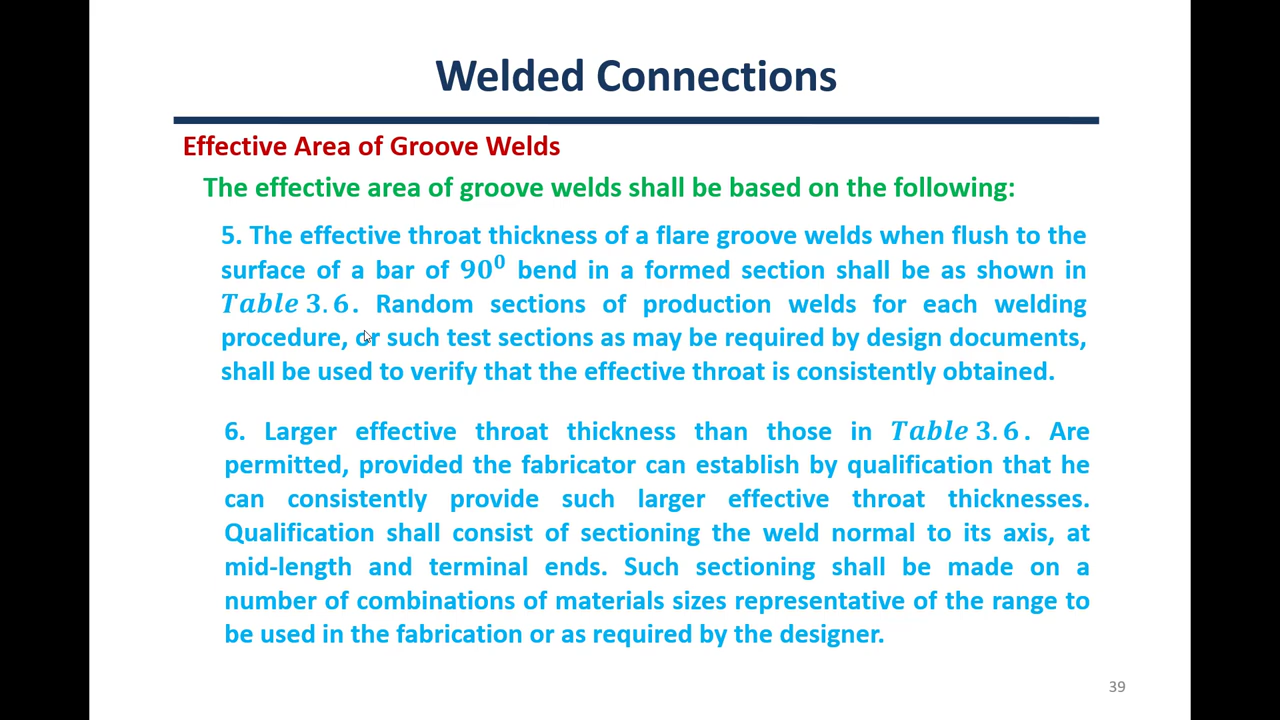 Welded Connections
Effective Area of Groove Welds
The effective area of groove welds shall be based on the following:
5. The effective throat thickness of a flare groove welds when flush to the
surface of a bar of 90⁰ bend in a formed section shall be as shown in
Table 3.6. Random sections of production welds for each welding
procedure, or such test sections as may be required by design documents,
shall be used to verify that the effective throat is consistently obtained.
6. Larger effective throat thickness than those in Table 3.6. Are
permitted, provided the fabricator can establish by qualification that he
can consistently provide such larger effective throat thicknesses.
Qualification shall consist of sectioning the weld normal to its axis, at
mid-length and terminal ends. Such sectioning shall be made on a
number of combinations of materials sizes representative of the range to
be used in the fabrication or as required by the designer.
39